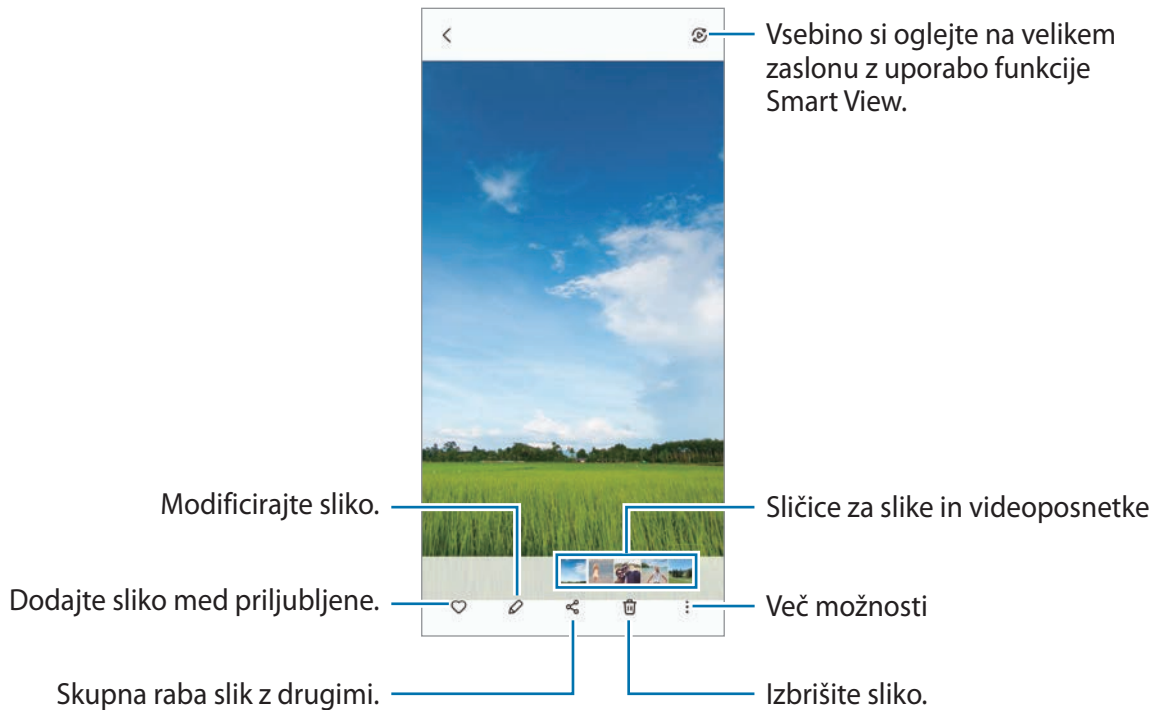 Vsebino si oglejte na velikem
zaslonu z uporabo funkcije
Smart View.
Modificirajte sliko.
Sličice za slike in videoposnetke
Dodajte sliko med priljubljene.
Več možnosti
Skupna raba slik z drugimi.
Izbrišite sliko.